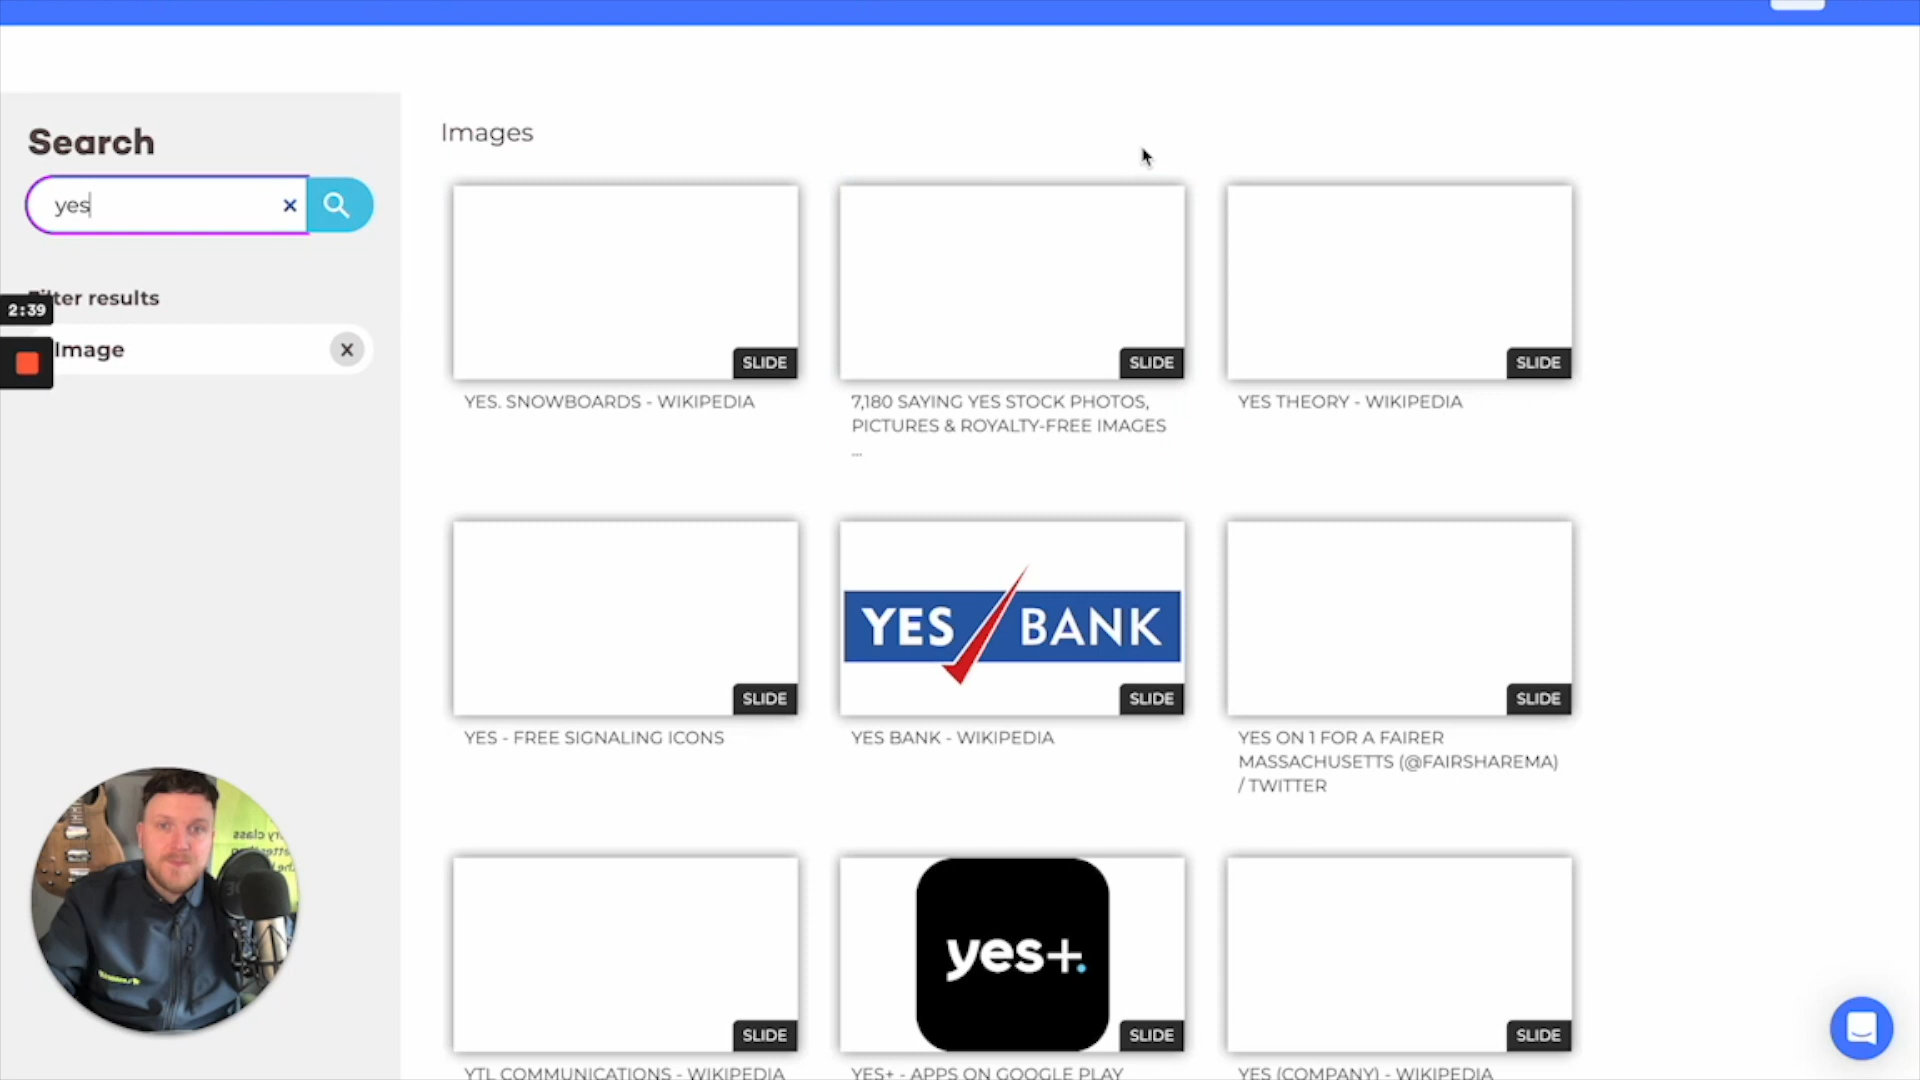 Search
yes
Filter results
2:39
Image
X
Images
SLIDE
YES. SNOWBOARDS - WIKIPEDIA
SLIDE
7,180 SAYING YES STOCK PHOTOS,
PICTURES & ROYALTY-FREE IMAGES
...
SLIDE
YES THEORY - WIKIPEDIA
SLIDE
YES - FREE SIGNALING ICONS
YES BANK
SLIDE
YES BANK - WIKIPEDIA
SLIDE
YES ON 1 FOR A FAIRER
MASSACHUSETTS (@FAIRSHAREMA)
/ TWITTER
SLIDE
YTL COMMUNICATIONS - WIKIPEDIA
yes+.
SLIDE
YES+ - APPS ON GOOGLE PLAY
SLIDE
YES (COMPANY) - WIKIPEDIA